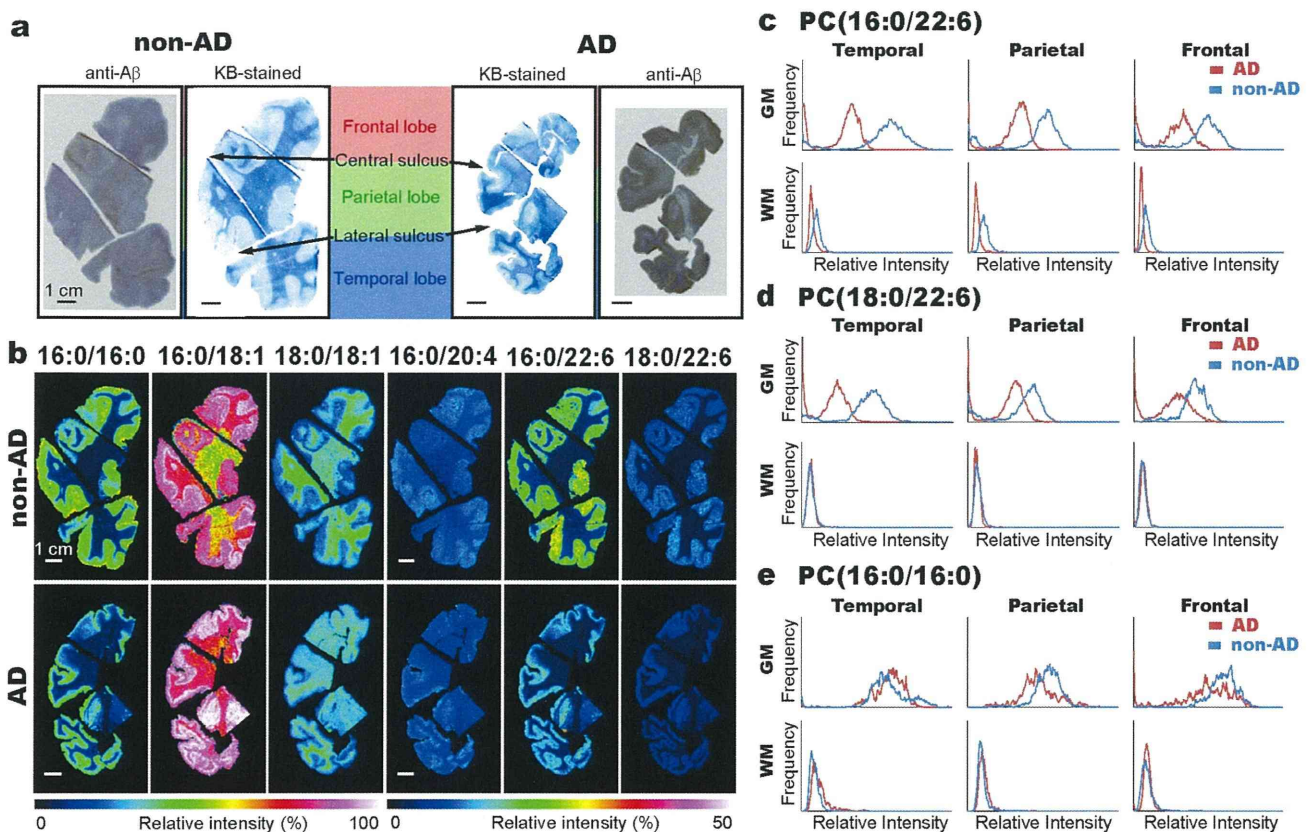 a
non-AD
AD
anti-Aβ
KB-stained
KB-stained
anti-Aβ
Frontal lobe
Central sulcus
Parietal lobe
Lateral sulcus
Temporal lobe
1 cm
b
16:0/16:0 16:0/18:1 18:0/18:1 16:0/20:4 16:0/22:6 18:0/22:6
non-AD
1 cm
AD
0 Relative intensity (%) 100
0 Relative intensity (%) 50
c PC(16:0/22:6)
Temporal Parietal Frontal
AD
non-AD
GM
Frequency
WM
Frequency
Relative Intensity Relative Intensity Relative Intensity
d PC(18:0/22:6)
Temporal Parietal Frontal
AD
non-AD
GM
Frequency
WM
Frequency
Relative Intensity Relative Intensity Relative Intensity
e PC(16:0/16:0)
Temporal Parietal Frontal
AD
non-AD
GM
Frequency
WM
Frequency
Relative Intensity Relative Intensity Relative Intensity